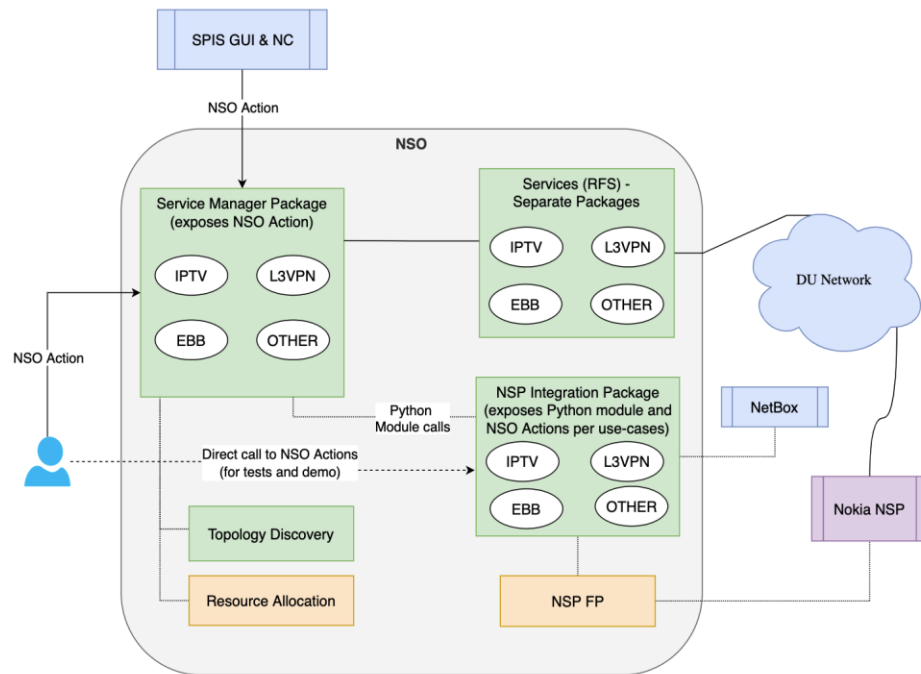 SPIS GUI & NC
NSO Action
NSO
Service Manager Package
(exposes NSO Action)
IPTV
L3VPN
EBB
OTHER
Services (RFS) -
Separate Packages
IPTV
L3VPN
EBB
OTHER
DU Network
NSO Action
Python
Module calls
NSP Integration Package
(exposes Python module and
NSO Actions per use-cases)
IPTV
L3VPN
EBB
OTHER
NetBox
Direct call to NSO Actions
(for tests and demo)
Nokia NSP
Topology Discovery
Resource Allocation
NSP FP